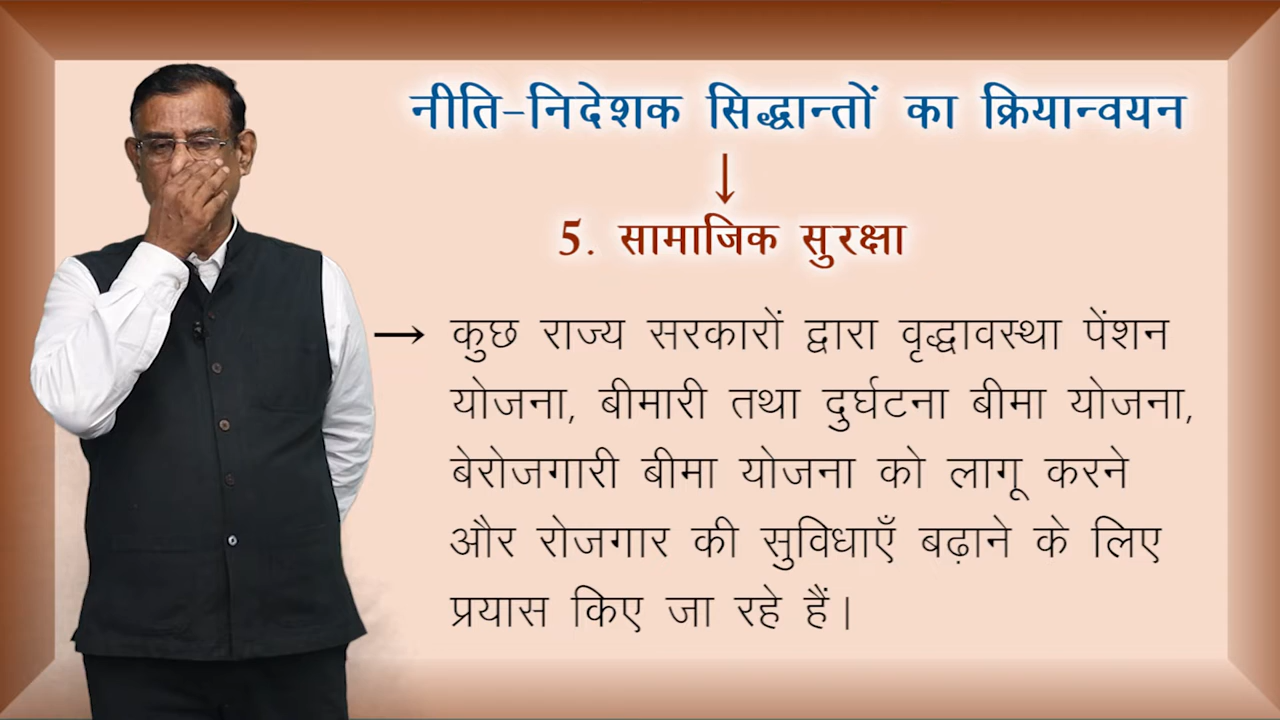 नीति-निदेशक सिद्धान्तों का क्रियान्वयन
↓
5. सामाजिक सुरक्षा
→ कुछ राज्य सरकारों द्वारा वृद्धावस्था पेंशन
योजना, बीमारी तथा दुर्घटना बीमा योजना,
बेरोजगारी बीमा योजना को लागू करने
और रोजगार की सुविधाएँ बढ़ाने के लिए
प्रयास किए जा रहे हैं।